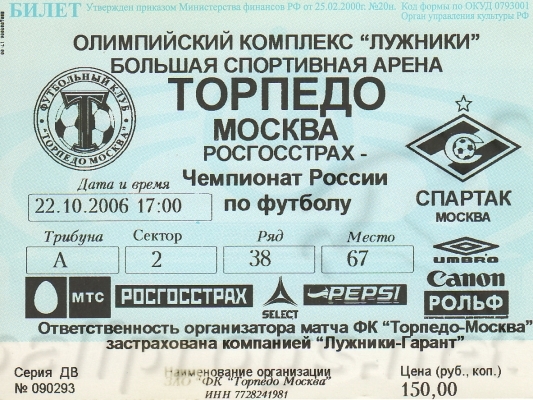 БИЛЕТ Утвержден приказом Министерства финансов РФ от 25.02.2000г. №20н. Код формы по ОКУД 0793001
Орган управления культуры РФ
ОЛИМПИЙСКИЙ КОМПЛЕКС "ЛУЖНИКИ"
БОЛЬШАЯ СПОРТИВНАЯ АРЕНА
ФУТБОЛЬНЫЙ КЛУБ
"ТОРПЕДО МОСКВА"
ТОРПЕДО
МОСКВА
РОСГОССТРАХ -
Чемпионат России
по футболу
СПАРТАК
МОСКВА
Дата и время
22.10.2006 17:00
Трибуна Сектор Ряд Место
А 2 38 67
МТС РОСГОССТРАХ SELECT PEPSI
UMBRO
Canon
РОЛЬФ
Ответственность организатора матча ФК "Торпедо-Москва"
застрахована компанией "Лужники-Гарант"
Серия ДВ Наименование организации Цена (в руб., коп.)
№ 090293 ЗАО "ФК "Торпедо Москва" 150,00
ИНН 7728241981